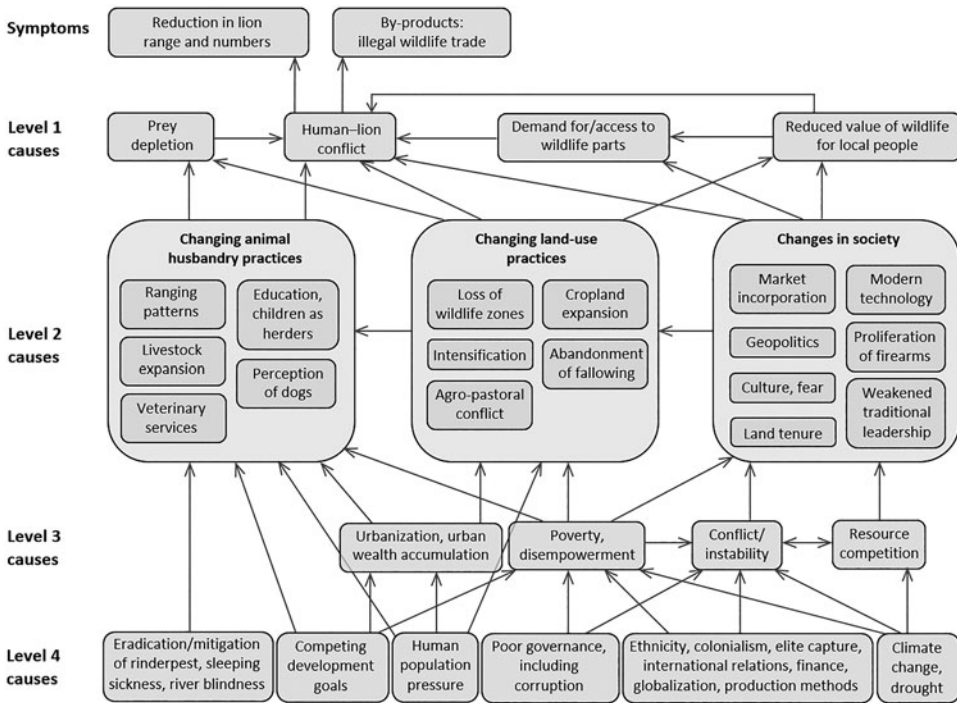 Symptoms
Reduction in lion
range and numbers
By-products:
illegal wildlife trade
Level 1
causes
Prey
depletion
Human–lion
conflict
Demand for/access to
wildlife parts
Reduced value of wildlife
for local people
Level 2
causes
Changing animal
husbandry practices
Ranging
patterns
Livestock
expansion
Veterinary
services
Education,
children as
herders
Perception
of dogs
Changing land-use
practices
Loss of
wildlife zones
Intensification
Agro-pastoral
conflict
Cropland
expansion
Abandonment
of fallowing
Changes in society
Market
incorporation
Geopolitics
Culture, fear
Land tenure
Modern
technology
Proliferation
of firearms
Weakened
traditional
leadership
Level 3
causes
Urbanization, urban
wealth accumulation
Poverty,
disempowerment
Conflict/
instability
Resource
competition
Level 4
causes
Eradication/mitigation
of rinderpest, sleeping
sickness, river blindness
Competing
development
goals
Human
population
pressure
Poor governance,
including
corruption
Ethnicity, colonialism, elite capture,
international relations, finance,
globalization, production methods
Climate
change,
drought